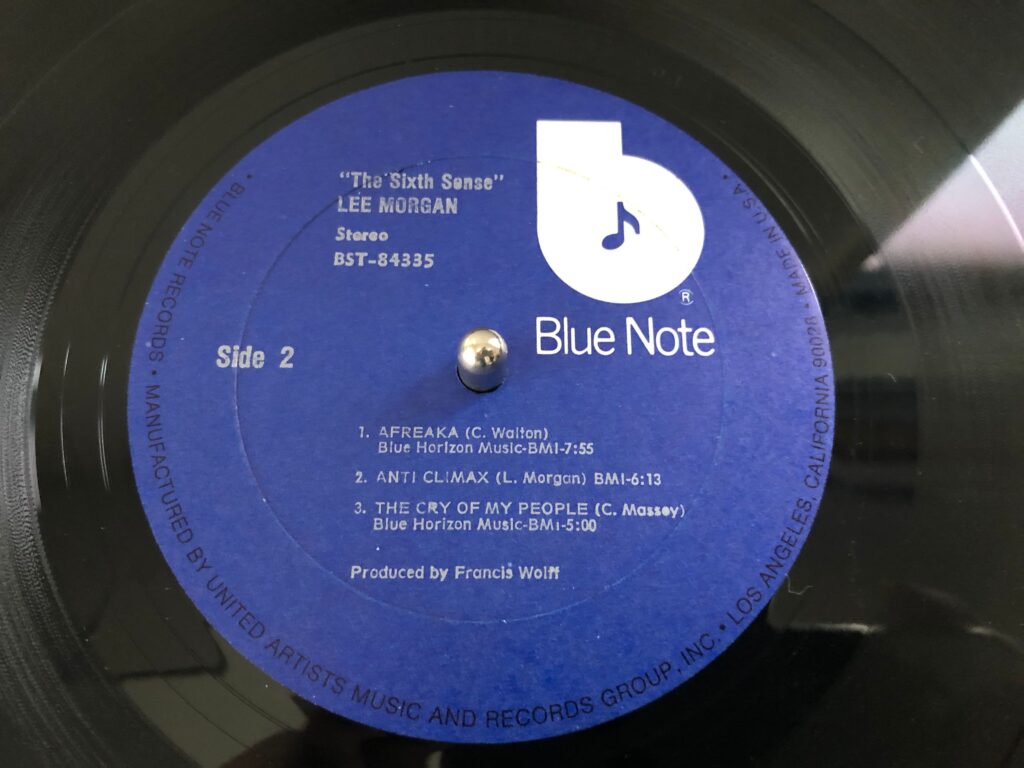 "The Sixth Sense"
LEE MORGAN
Stereo
BST-84335
®
Blue Note
Side 2
1. AFREAKA (C. Walton)
Blue Horizon Music-BMI-7:55
2. ANTI CLIMAX (L. Morgan) BMI-6:13
3. THE CRY OF MY PEOPLE (C. Massey)
Blue Horizon Music-BMI-5:00
Produced by Francis Wolff
• BLUE NOTE RECORDS • MANUFACTURED BY UNITED ARTISTS MUSIC AND RECORDS GROUP, INC. • LOS ANGELES, CALIFORNIA 90028 • MADE IN U.S.A •